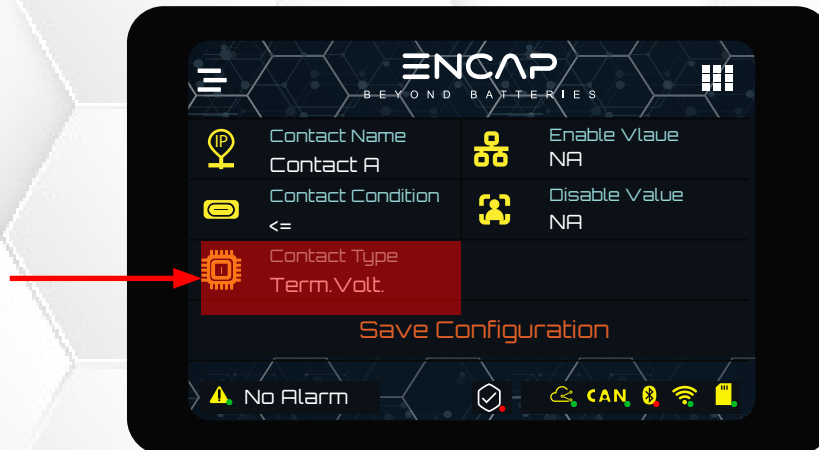 ENCAP
BEYOND BATTERIES
IP
Contact Name
Contact A
Enable Vlaue
NA
Contact Condition
<=
Disable Value
NA
Contact Type
Term.Volt.
Save Configuration
No Alarm
CAN